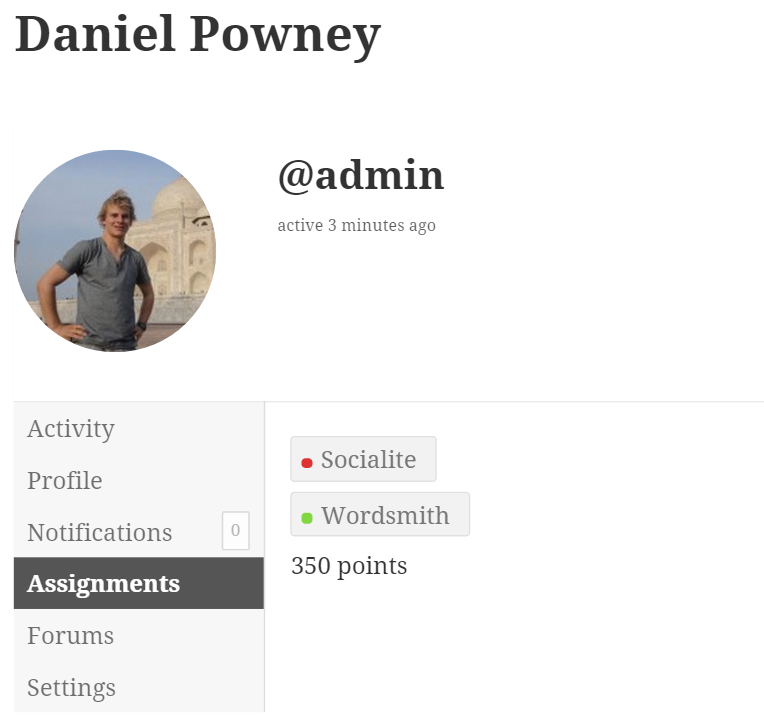 Daniel Powney
@admin
active 3 minutes ago
Activity
Profile
Notifications 0
Assignments
Forums
Settings
Socialite
Wordsmith
350 points